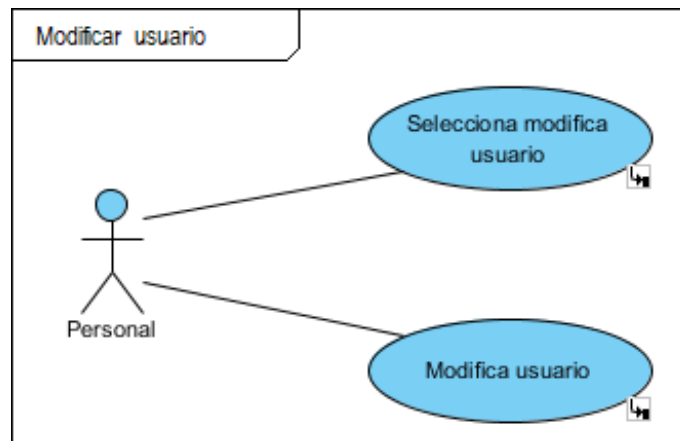 Modificar usuario
Selecciona modifica
usuario
Personal
Modifica usuario